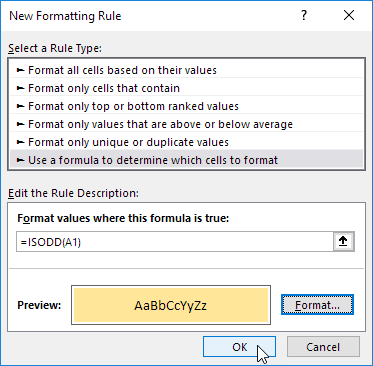 New Formatting Rule
?
Select a Rule Type:
► Format all cells based on their values
► Format only cells that contain
► Format only top or bottom ranked values
► Format only values that are above or below average
► Format only unique or duplicate values
► Use a formula to determine which cells to format
Edit the Rule Description:
Format values where this formula is true:
=ISODD(A1)
Preview: AaBbCcYyZz Format...
OK Cancel